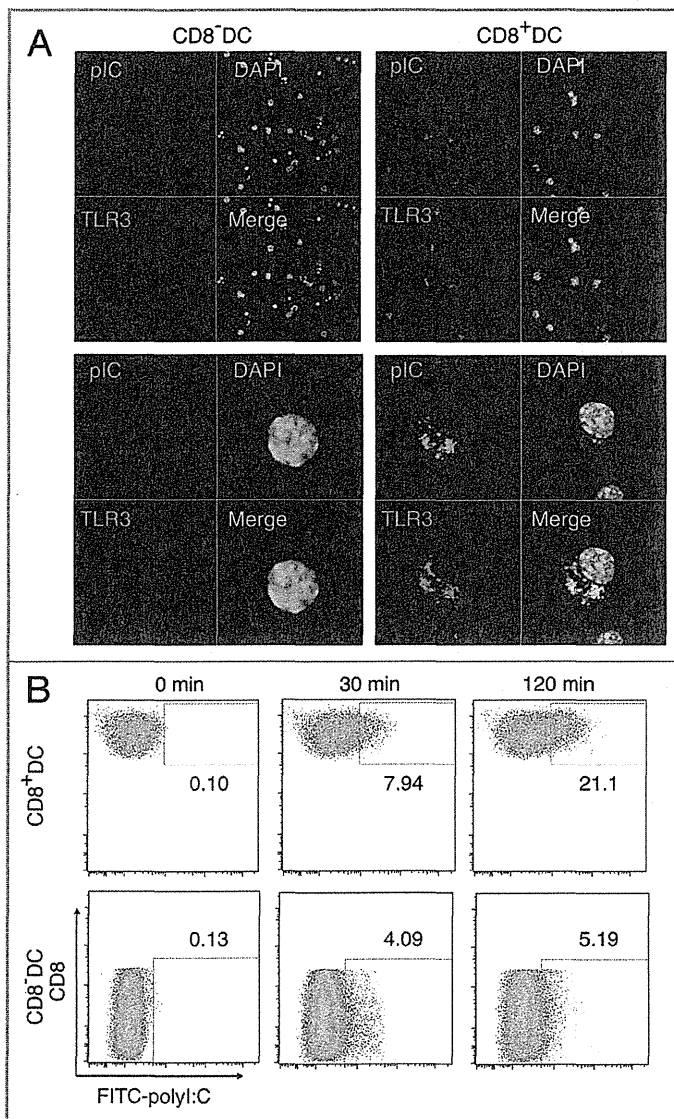 A
CD8⁻DC CD8⁺DC
pIC DAPI pIC DAPI
TLR3 Merge TLR3 Merge
pIC DAPI pIC DAPI
TLR3 Merge TLR3 Merge
B
0 min 30 min 120 min
CD8⁺DC
0.10 7.94 21.1
CD8⁻DC
CD8
0.13 4.09 5.19
FITC-polyI:C